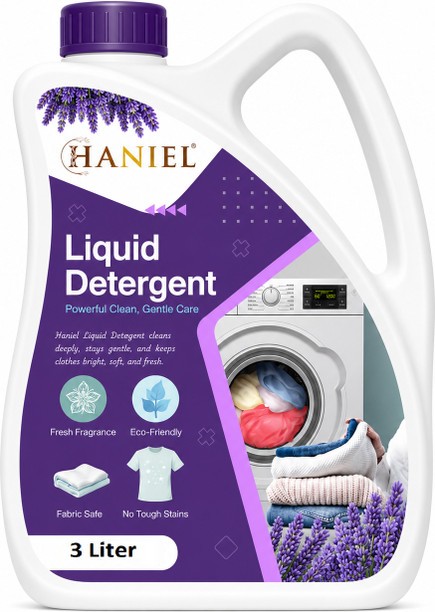 HANIEL®
Liquid
Detergent
Powerful Clean, Gentle Care
Haniel Liquid Detergent cleans
deeply, stays gentle, and keeps
clothes bright, soft, and fresh.
Fresh Fragrance
Eco-Friendly
Fabric Safe
No Tough Stains
3 Liter